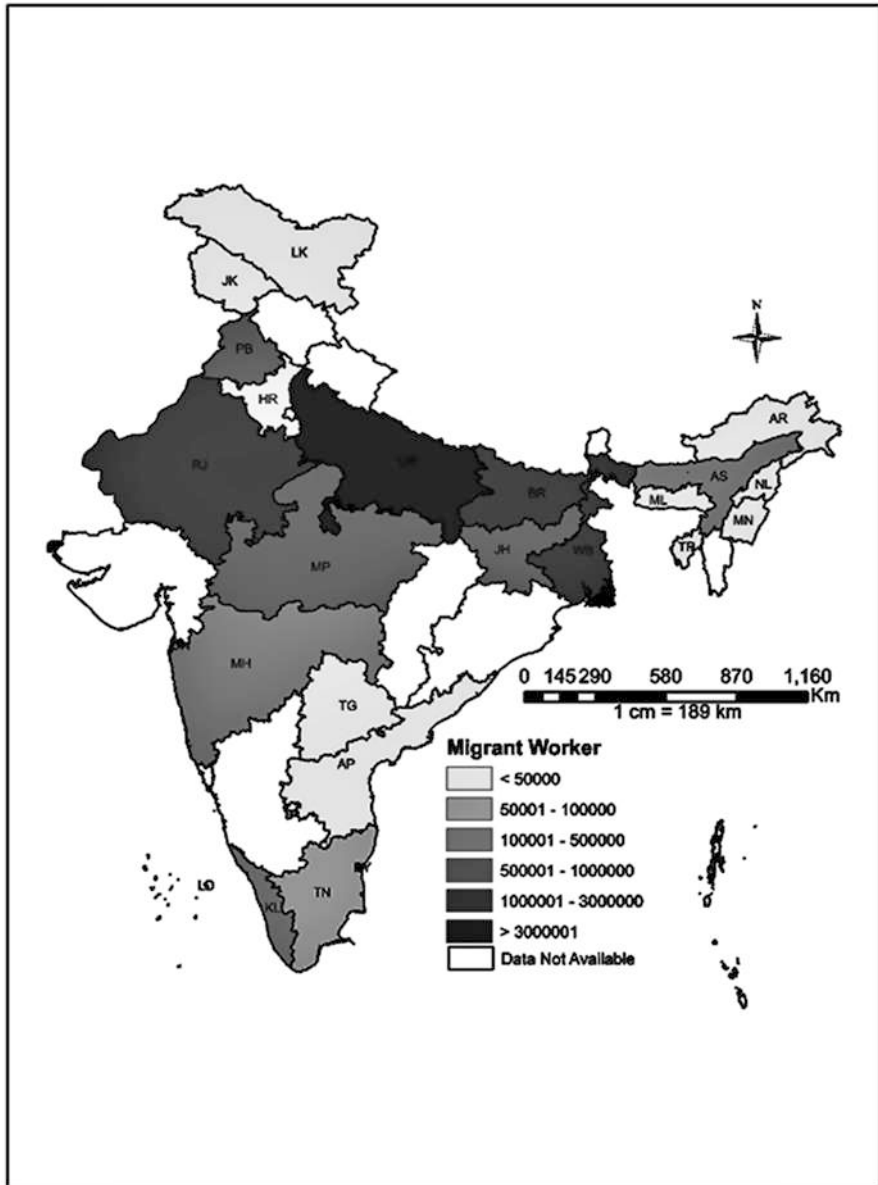 LK
JK
N
PB
HR
AR
RJ
UP
BR
AS
NL
ML
MN
TR
MP
JH
WB
MH
0 145 290 580 870 1,160
Km
1 cm = 189 km
TG
Migrant Worker
AP
< 50000
50001 - 100000
100001 - 500000
500001 - 1000000
TN
KL
1000001 - 3000000
> 3000001
Data Not Available